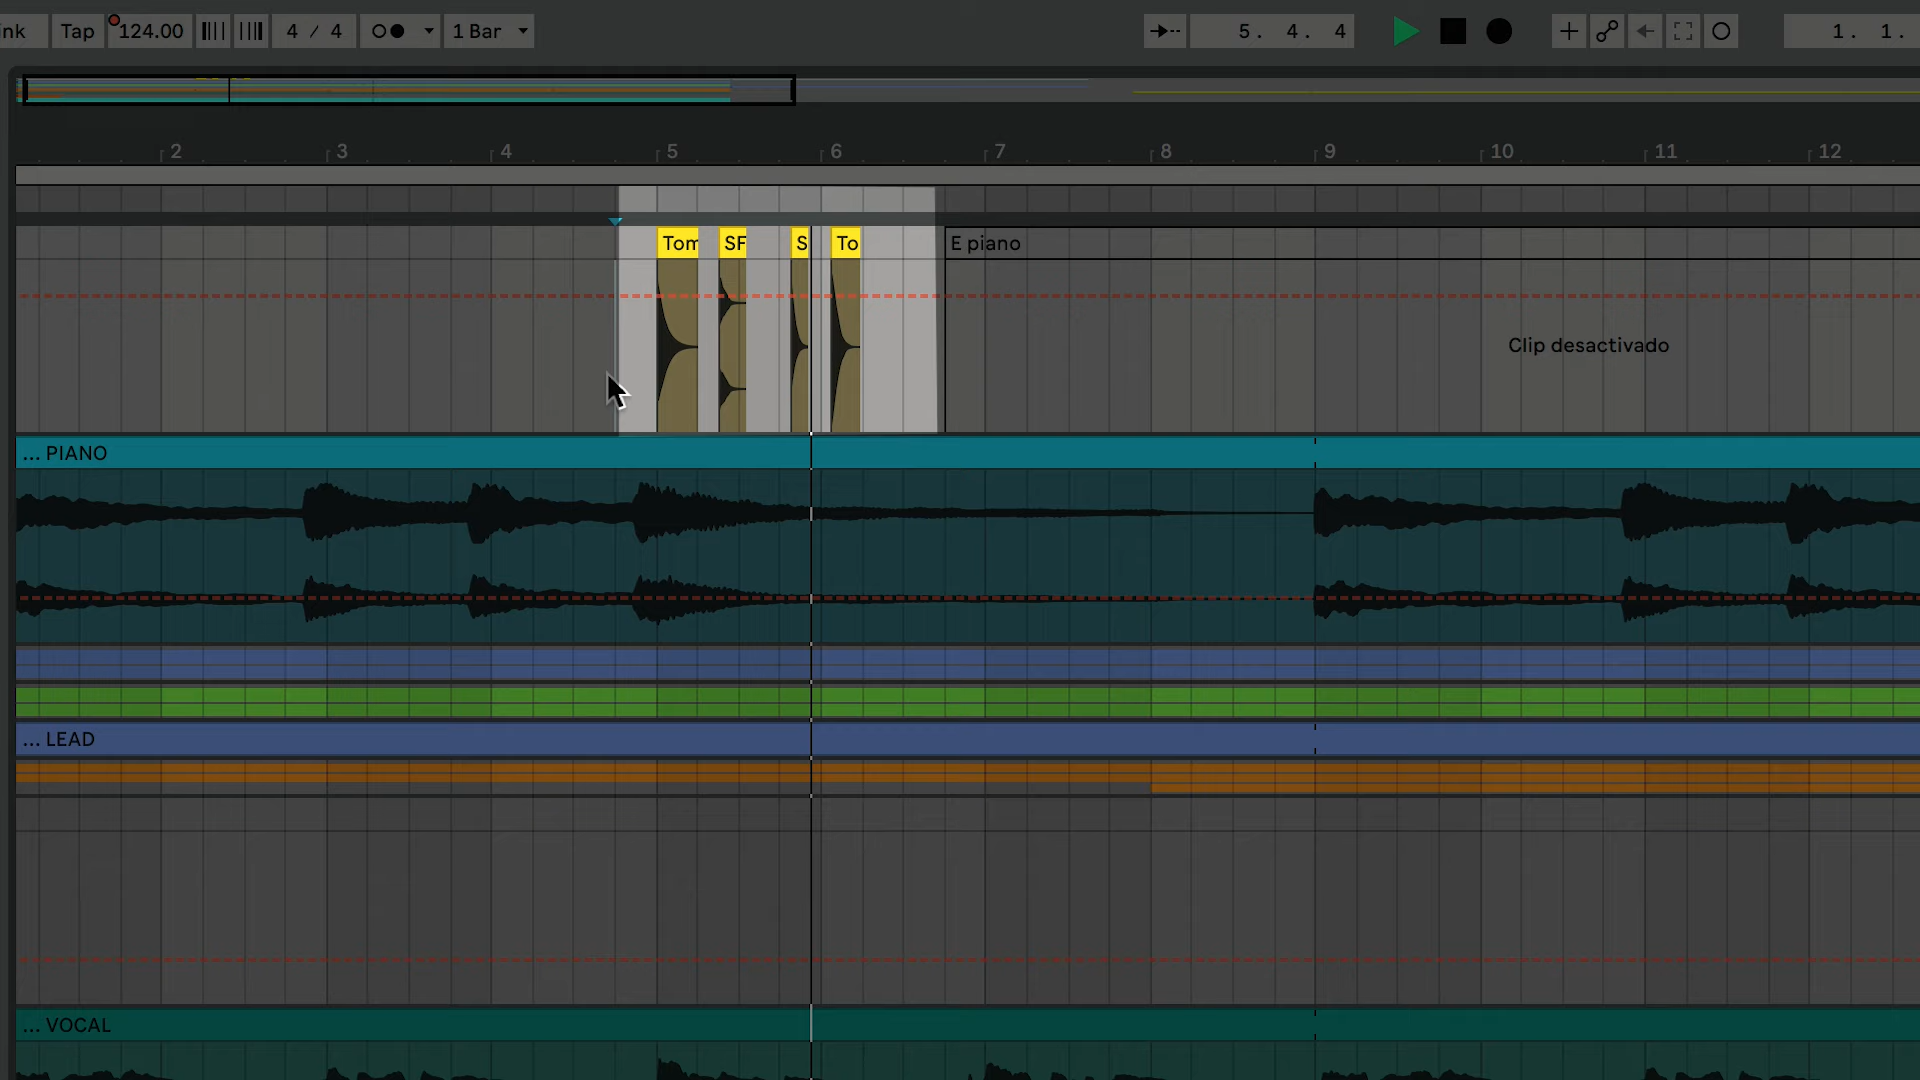 ink Tap 124.00 4 / 4 1 Bar 5. 4. 4 1. 1.
2 3 4 5 6 7 8 9 10 11 12
Tom SF S To E piano
Clip desactivado
... PIANO
... LEAD
... VOCAL